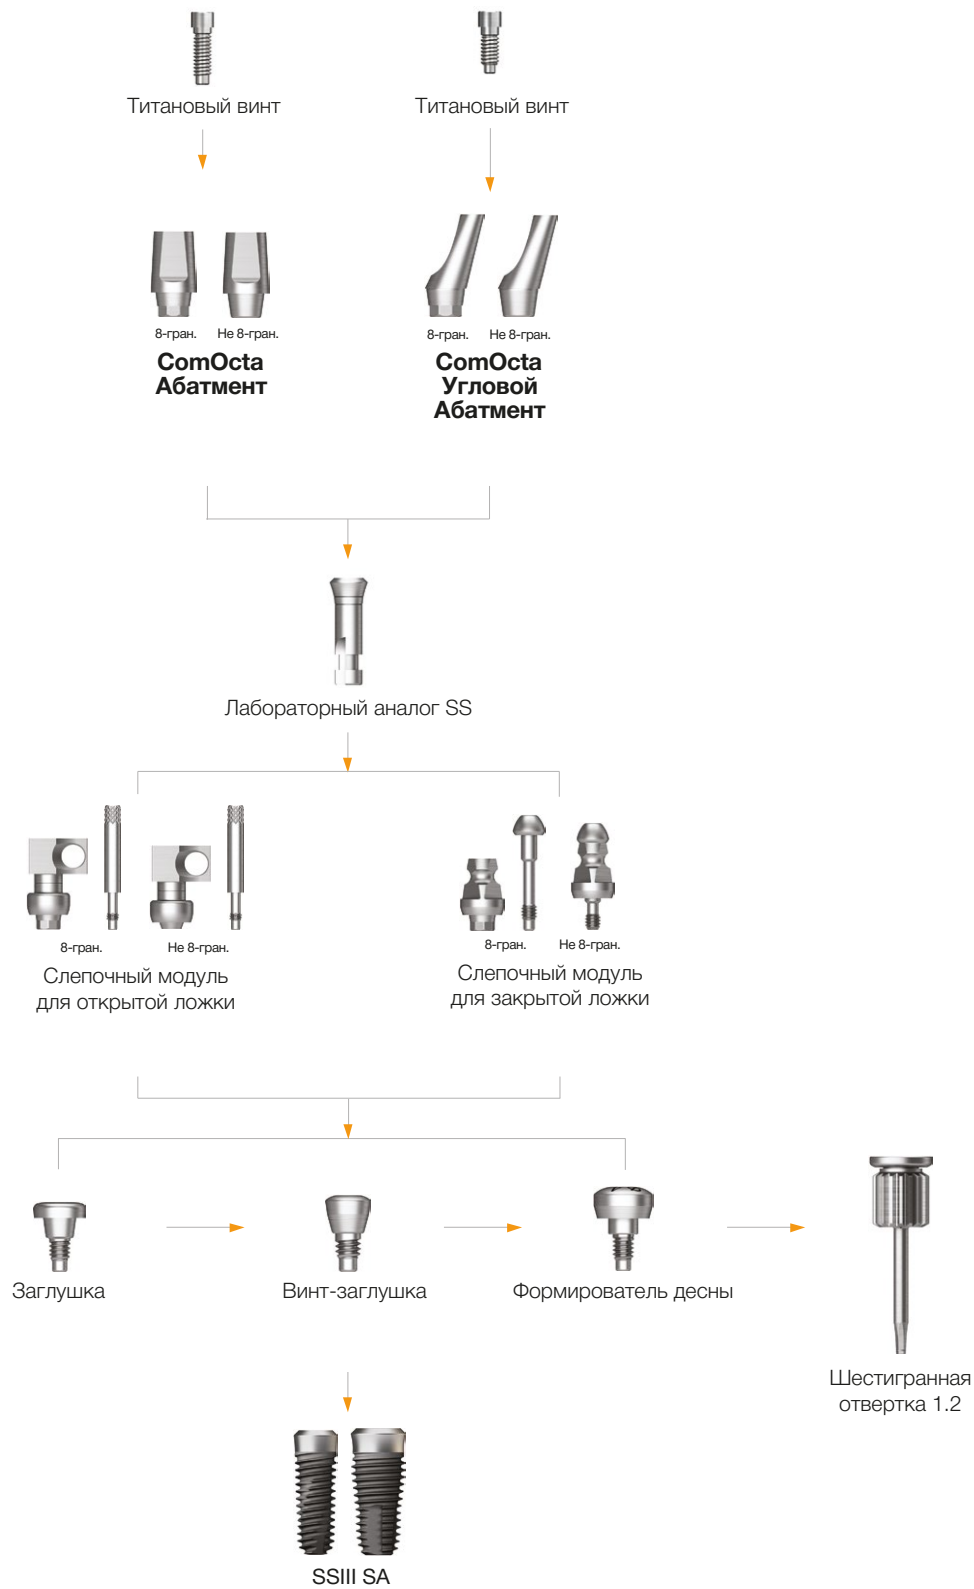 Титановый винт
Титановый винт
8-гран.
Не 8-гран.
ComOcta
Абатмент
8-гран.
Не 8-гран.
ComOcta
Угловой
Абатмент
Лабораторный аналог SS
8-гран.
Не 8-гран.
Слепочный модуль
для открытой ложки
8-гран.
Не 8-гран.
Слепочный модуль
для закрытой ложки
Заглушка
Винт-заглушка
Формирователь десны
Шестигранная
отвертка 1.2
SSIII SA